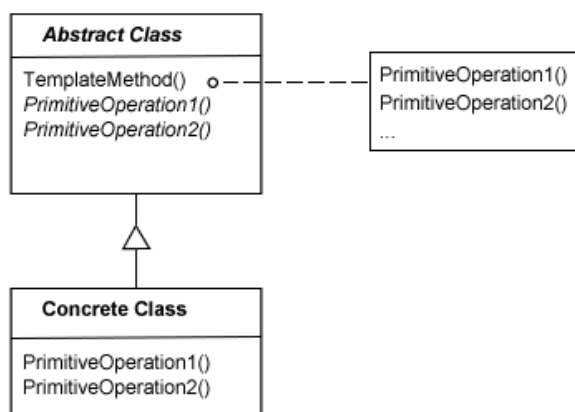 Abstract Class
TemplateMethod()
PrimitiveOperation1()
PrimitiveOperation2()
PrimitiveOperation1()
PrimitiveOperation2()
...
Concrete Class
PrimitiveOperation1()
PrimitiveOperation2()